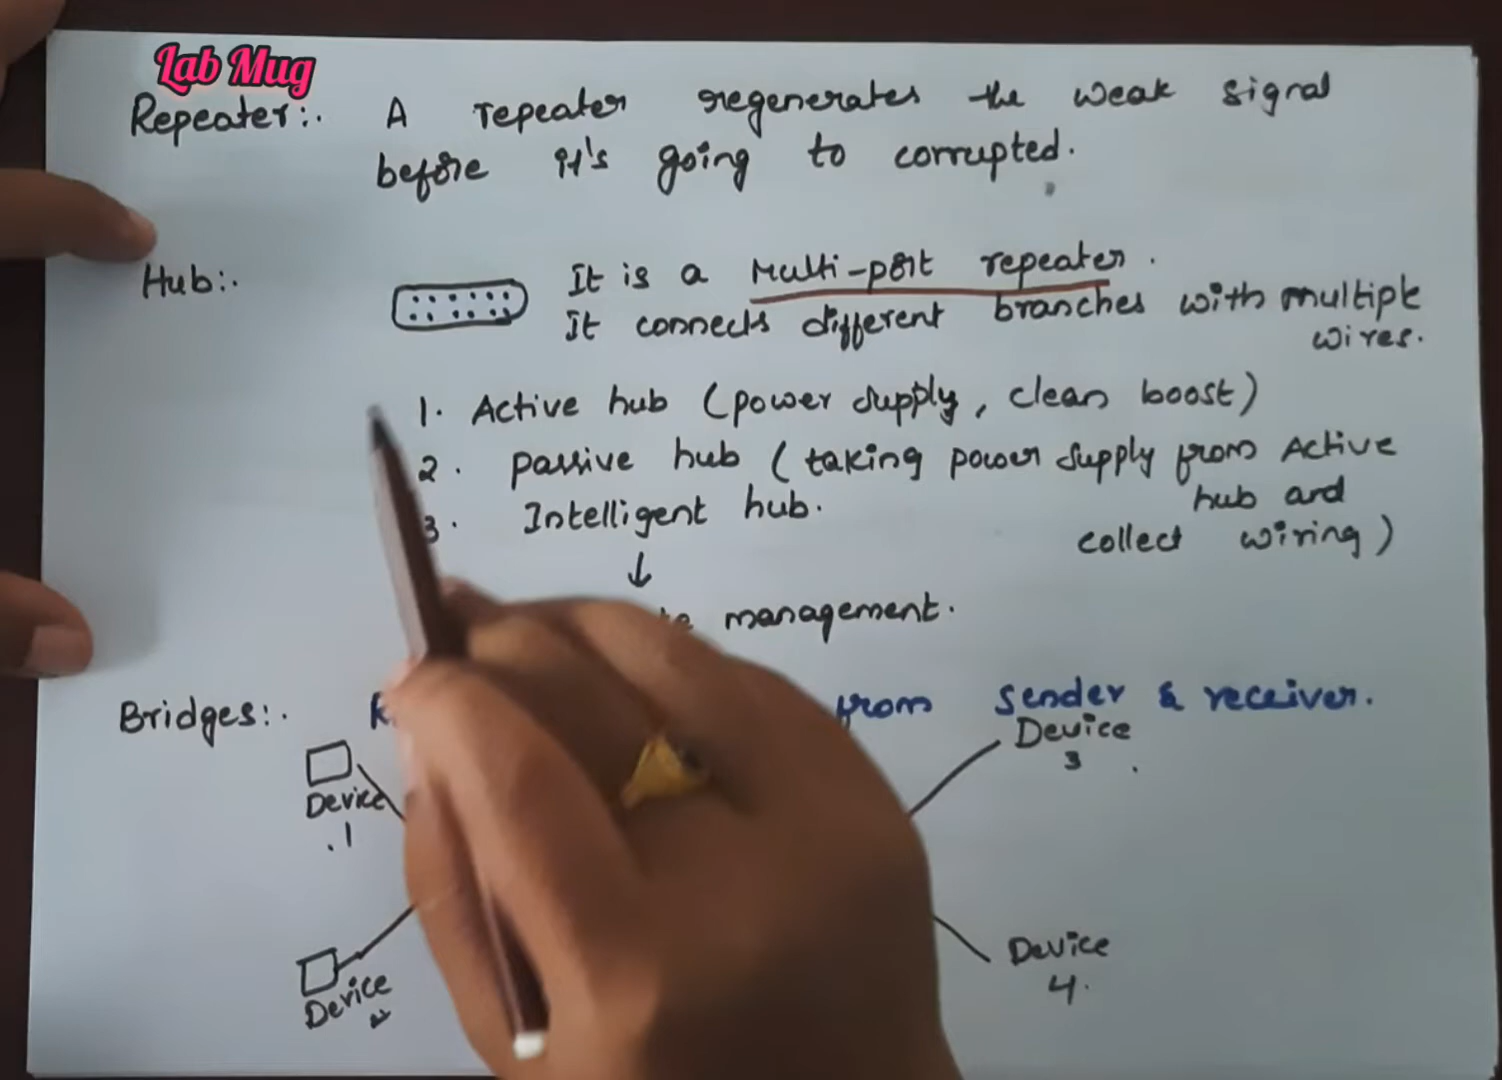 Lab Mug
Repeater:. A repeater regenerates the weak signal
before it's going to corrupted.
Hub:. It is a Multi-port repeater.
It connects different branches with multiple
wires.
1. Active hub (power supply, clean boost)
2. passive hub (taking power supply from Active
hub and
collect wiring)
3. Intelligent hub.
↓
management.
Bridges:. from sender & receiver.
Device
1
Device
3
Device
Device
4.